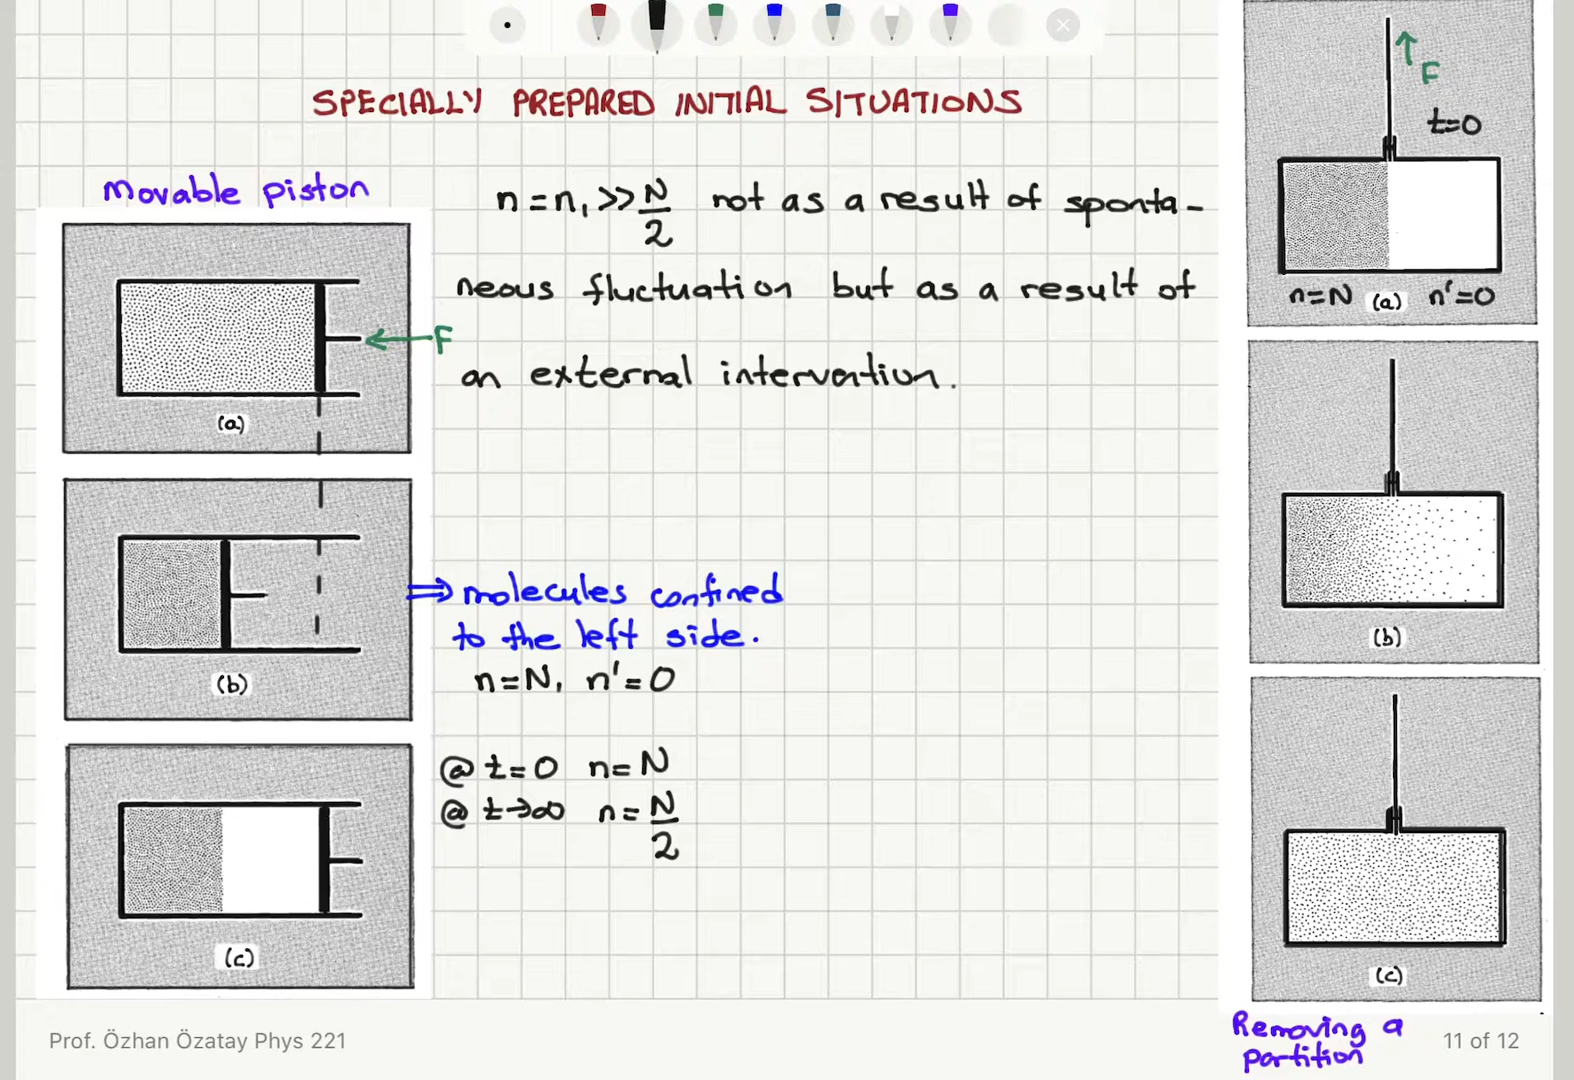 SPECIALLY PREPARED INITIAL SITUATIONS
Movable piston
n = n₁ >> N/2 not as a result of sponta-
neous fluctuation but as a result of
an external intervation.
F
(a)
(b)
⇒ molecules confined
to the left side.
n=N, n'=0
@ t=0 n=N
@ t→∞ n=N/2
(c)
F
t=0
n=N (a) n'=0
(b)
(c)
Removing a
partition
Prof. Özhan Özatay Phys 221
11 of 12